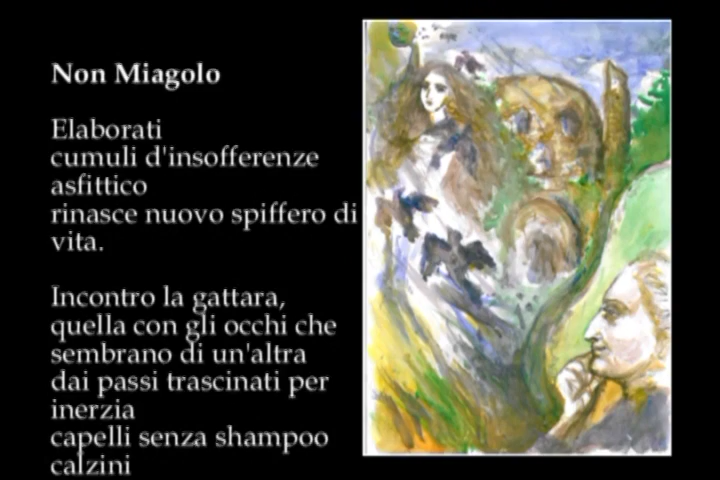 Non Miagolo
Elaborati
cumuli d'insofferenze
asfittico
rinasce nuovo spiffero di
vita.
Incontro la gattara,
quella con gli occhi che
sembrano di un'altra
dai passi trascinati per
inerzia
capelli senza shampoo
calzini